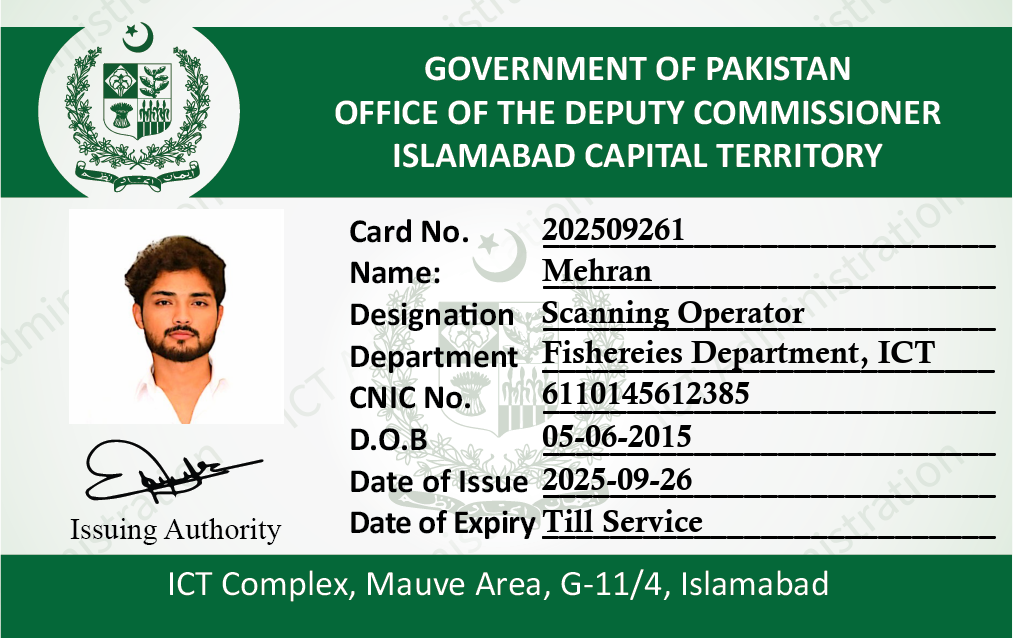 GOVERNMENT OF PAKISTAN
OFFICE OF THE DEPUTY COMMISSIONER
ISLAMABAD CAPITAL TERRITORY
Card No. 202509261
Name: Mehran
Designation Scanning Operator
Department Fishereies Department, ICT
CNIC No. 6110145612385
D.O.B 05-06-2015
Date of Issue 2025-09-26
Date of Expiry Till Service
Issuing Authority
ICT Complex, Mauve Area, G-11/4, Islamabad